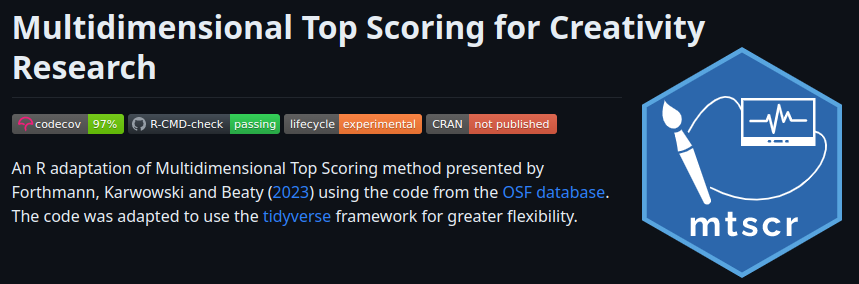 Multidimensional Top Scoring for Creativity
Research
codecov 97% R-CMD-check passing lifecycle experimental CRAN not published
An R adaptation of Multidimensional Top Scoring method presented by
Forthmann, Karwowski and Beaty (2023) using the code from the OSF database.
The code was adapted to use the tidyverse framework for greater flexibility.
mtscr